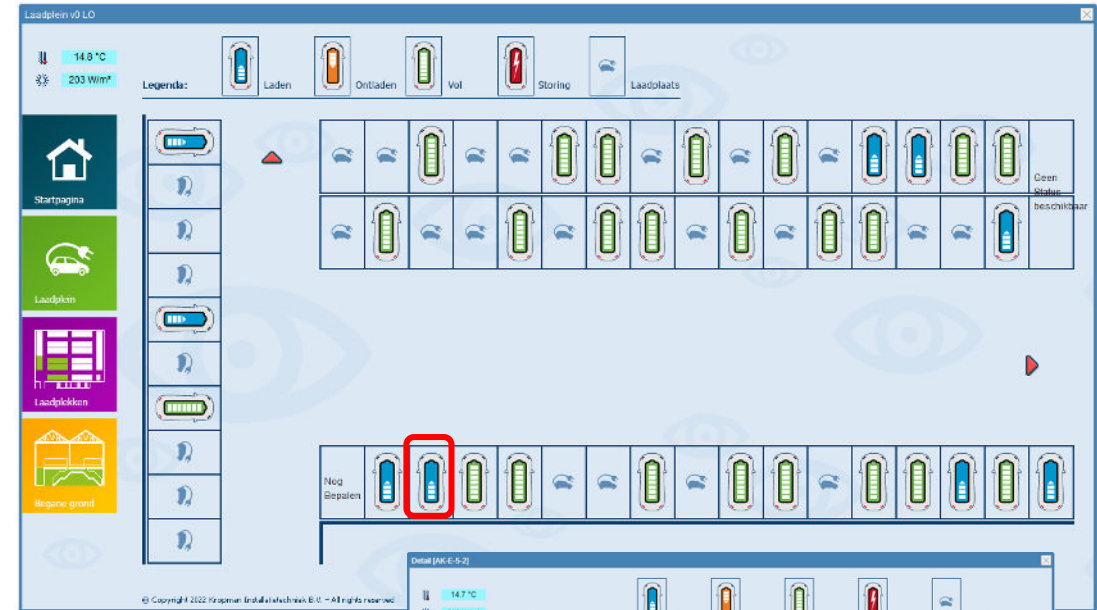 Laadplein v0 LO
14.8 °C
203 W/m²
Legenda:
Laden
Ontladen
Vol
Storing
Laadplaats
Startpagina
Laadplein
Laadplekken
Begane grond
Geen
Status
beschikbaar
Nog
Bepalen
Detail [AK-E-5-2]
14.7 °C
@ Copyright 2022 Kropman Installatietechniek B.V. – All rights reserved